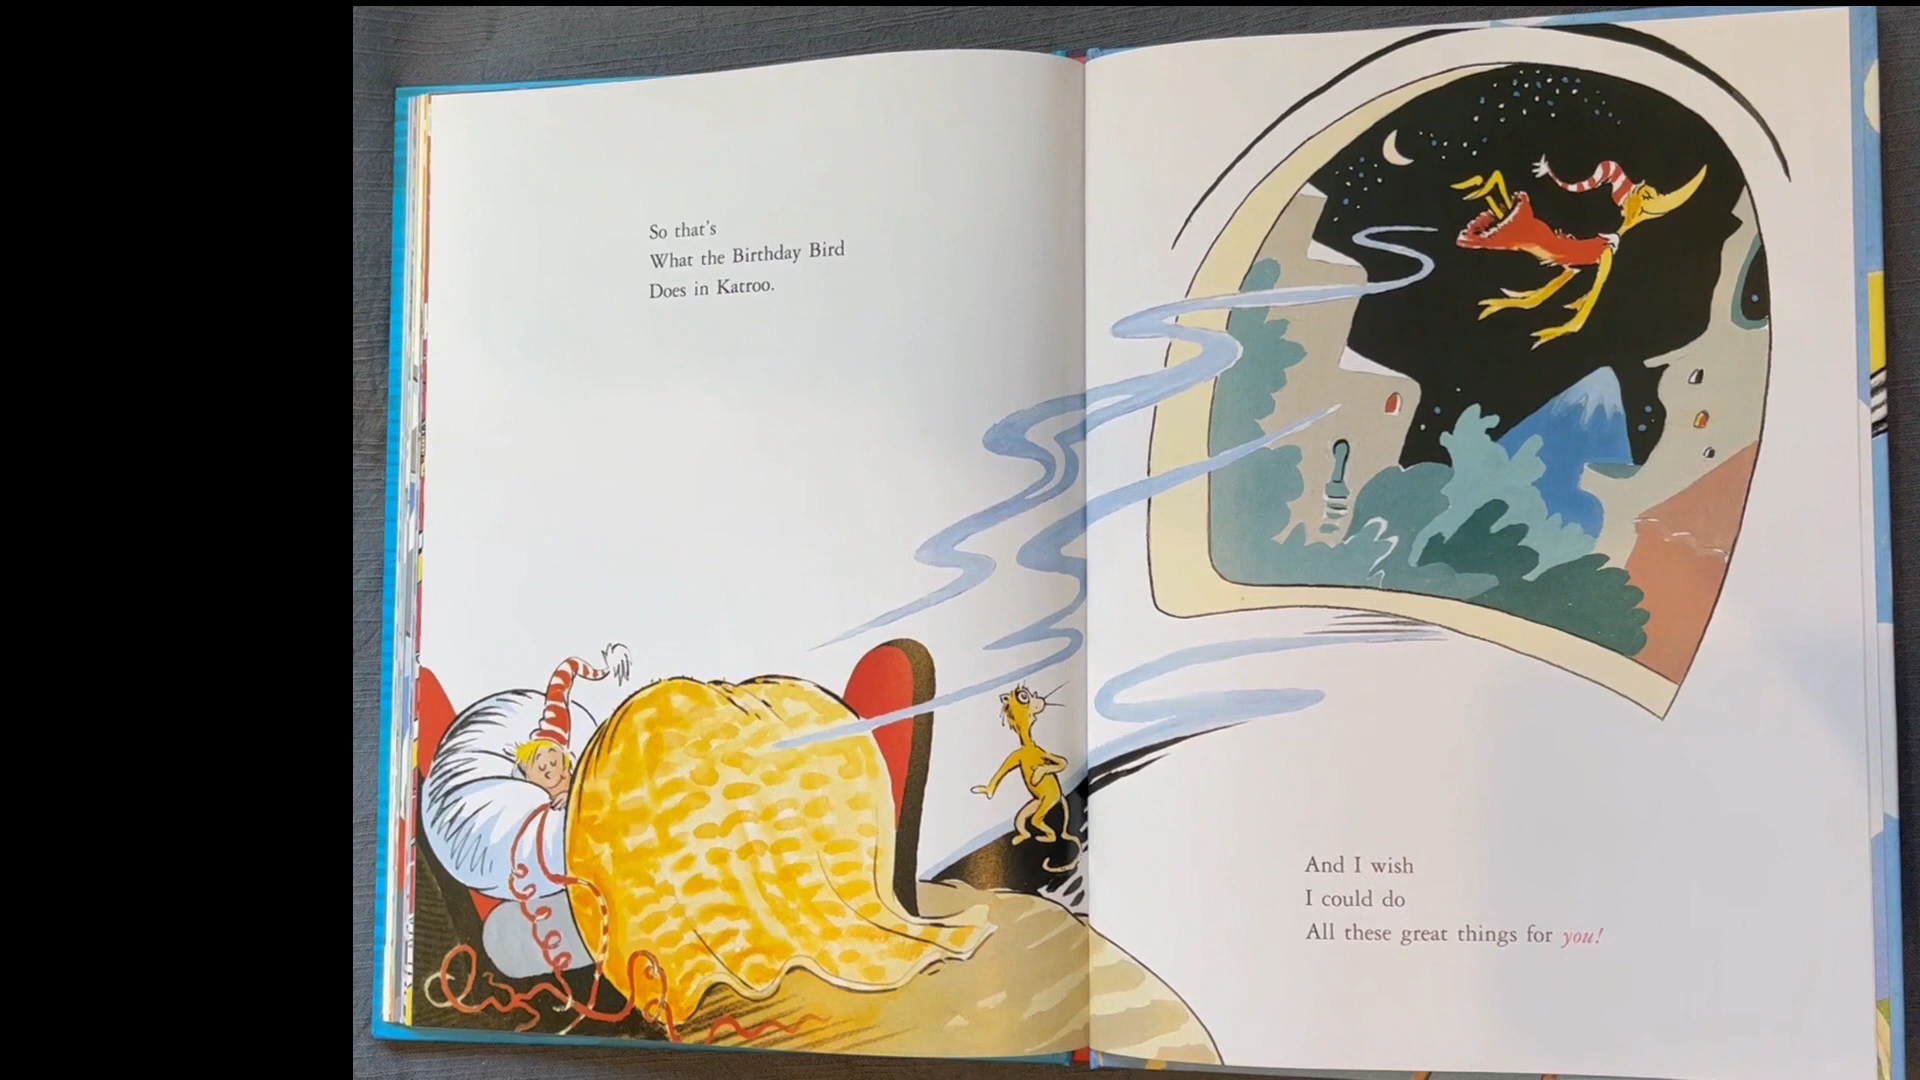 So that's
What the Birthday Bird
Does in Katroo.
And I wish
I could do
All these great things for you!